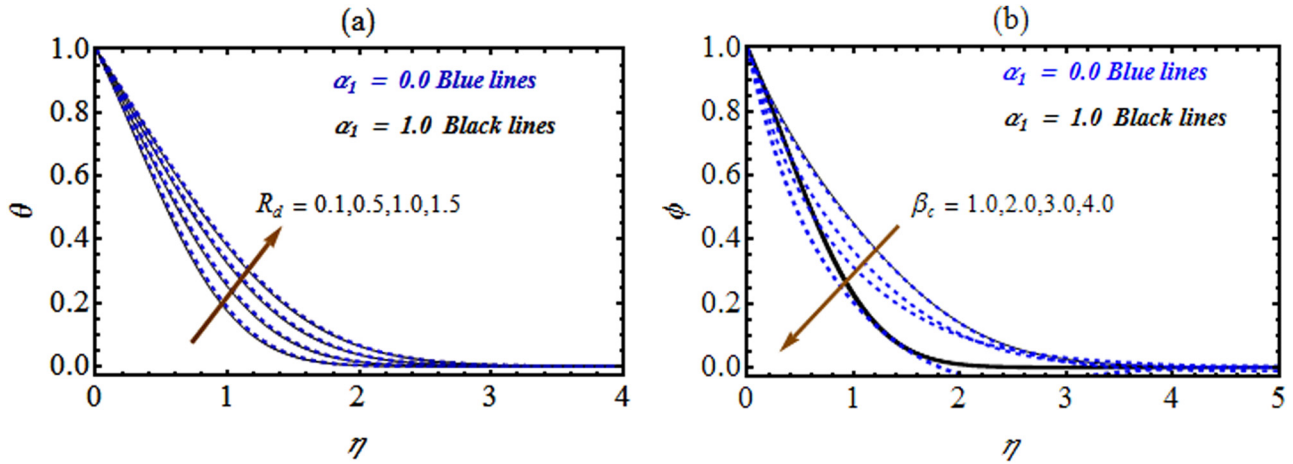 (a)
θ
1.0
0.8
0.6
0.4
0.2
0.0
α₁ = 0.0 Blue lines
α₁ = 1.0 Black lines
R_d = 0.1,0.5,1.0,1.5
0
1
2
3
4
η
(b)
ϕ
1.0
0.8
0.6
0.4
0.2
0.0
α₁ = 0.0 Blue lines
α₁ = 1.0 Black lines
β_c = 1.0,2.0,3.0,4.0
0
1
2
3
4
5
η